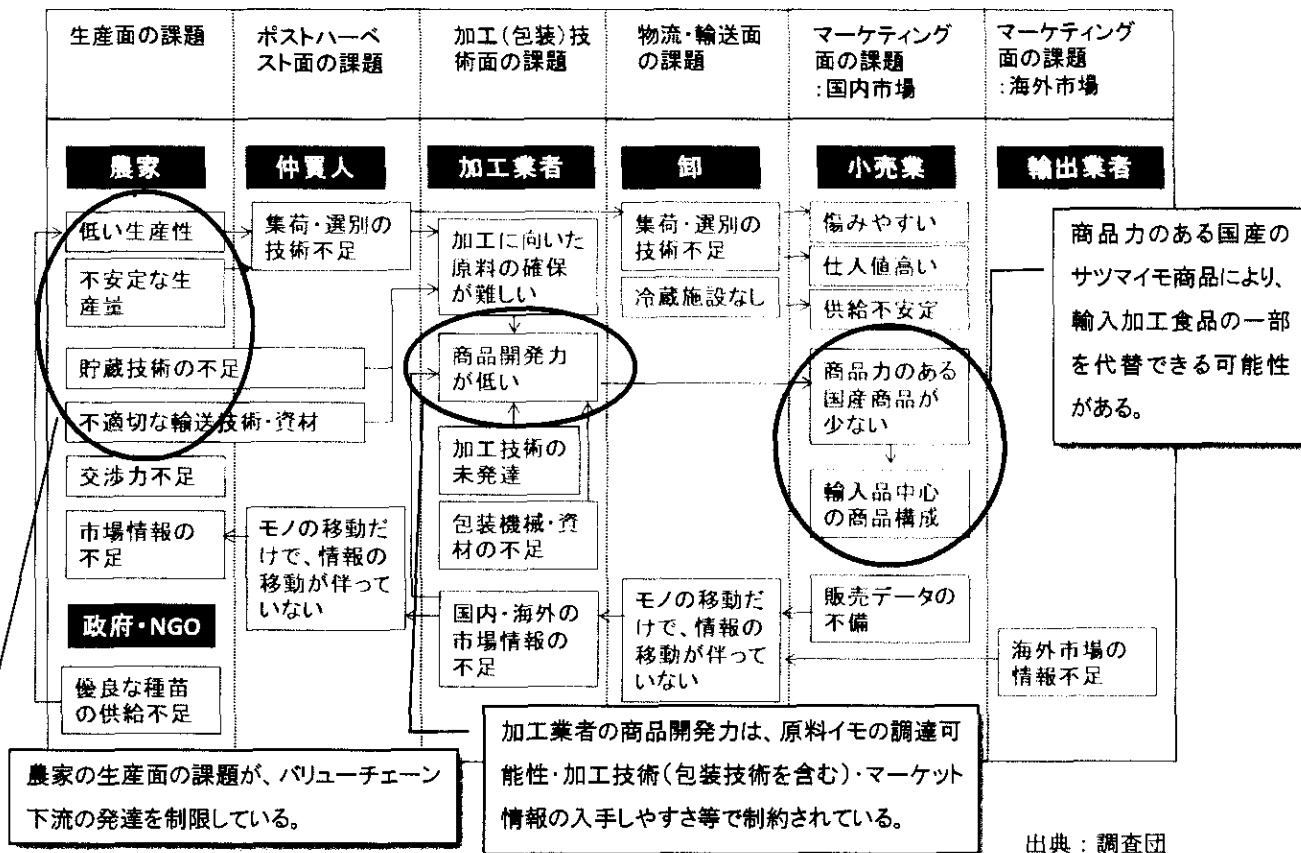 生産面の課題
ポストハーベ
スト面の課題
加工(包装)技
術面の課題
物流・輸送面
の課題
マーケティング
面の課題
:国内市場
マーケティング
面の課題
:海外市場
農家
低い生産性
不安定な生
産量
貯蔵技術の不足
不適切な輸送技術・資材
交渉力不足
市場情報の
不足
政府・NGO
優良な種苗
の供給不足
仲買人
集荷・選別の
技術不足
モノの移動だ
けで、情報の
移動が伴って
いない
加工業者
加工に向いた
原料の確保
が難しい
商品開発力
が低い
加工技術の
未発達
包装機械・資
材の不足
国内・海外の
市場情報の
不足
卸
集荷・選別の
技術不足
冷蔵施設なし
モノの移動だ
けで、情報の
移動が伴って
いない
小売業
傷みやすい
仕入値高い
供給不安定
商品力のある
国産商品が
少ない
輸入品中心
の商品構成
販売データの
不備
輸出業者
海外市場の
情報不足
商品力のある国産の
サツマイモ商品により、
輸入加工食品の一部
を代替できる可能性
がある。
農家の生産面の課題が、バリューチェーン
下流の発達を制限している。
加工業者の商品開発力は、原料イモの調達可
能性・加工技術(包装技術を含む)・マーケット
情報の入手しやすさ等で制約されている。
出典：調査団